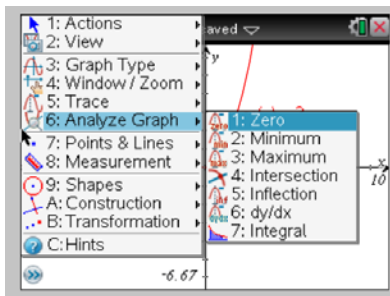 1: Actions
2: View
3: Graph Type
4: Window / Zoom
5: Trace
6: Analyze Graph
7: Points & Lines
8: Measurement
9: Shapes
A: Construction
B: Transformation
C: Hints
aved
y
1: Zero
2: Minimum
3: Maximum
4: Intersection
5: Inflection
6: dy/dx
7: Integral
x
10
-6.67